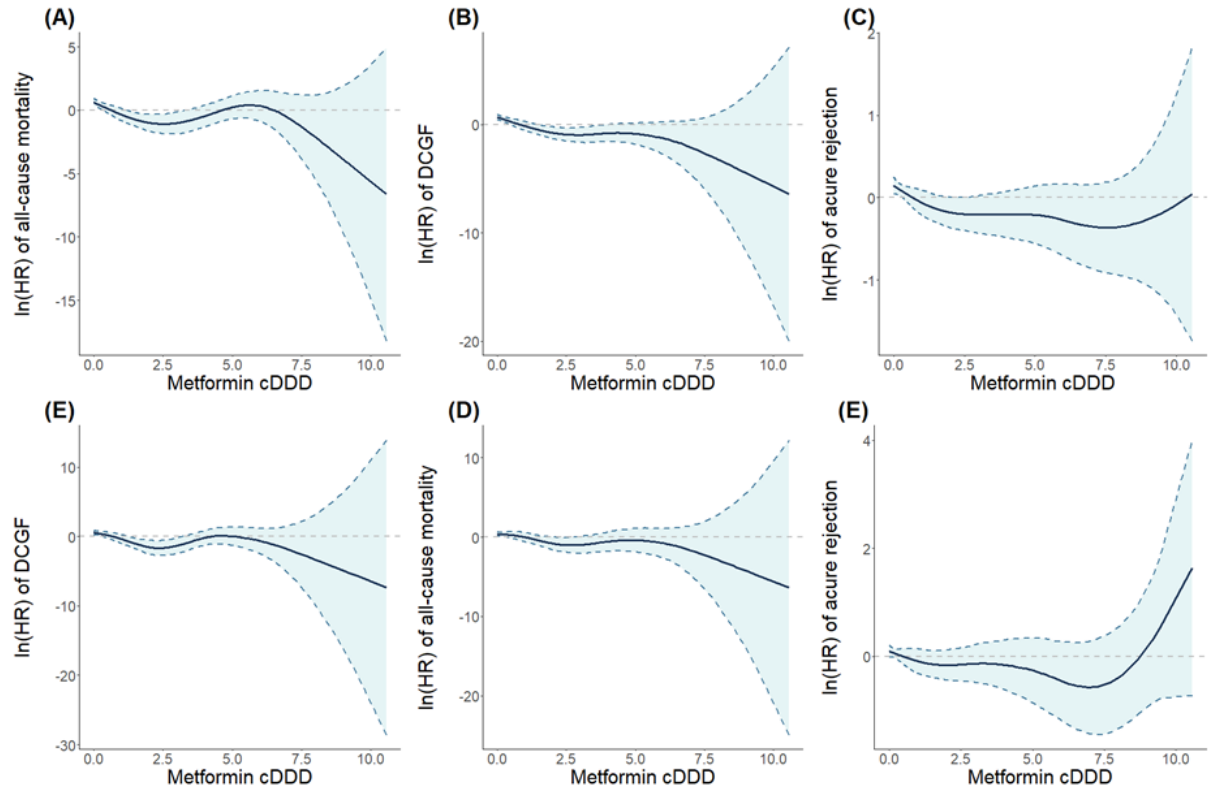 (A)
ln(HR) of all-cause mortality
5
0
-5
-10
-15
0.0 2.5 5.0 7.5 10.0
Metformin cDDD
(B)
ln(HR) of DCGF
0
-10
-20
0.0 2.5 5.0 7.5 10.0
Metformin cDDD
(C)
ln(HR) of acure rejection
2
1
0
-1
0.0 2.5 5.0 7.5 10.0
Metformin cDDD
(E)
ln(HR) of DCGF
10
0
-10
-20
-30
0.0 2.5 5.0 7.5 10.0
Metformin cDDD
(D)
ln(HR) of all-cause mortality
10
0
-10
-20
0.0 2.5 5.0 7.5 10.0
Metformin cDDD
(E)
ln(HR) of acure rejection
4
2
0
0.0 2.5 5.0 7.5 10.0
Metformin cDDD